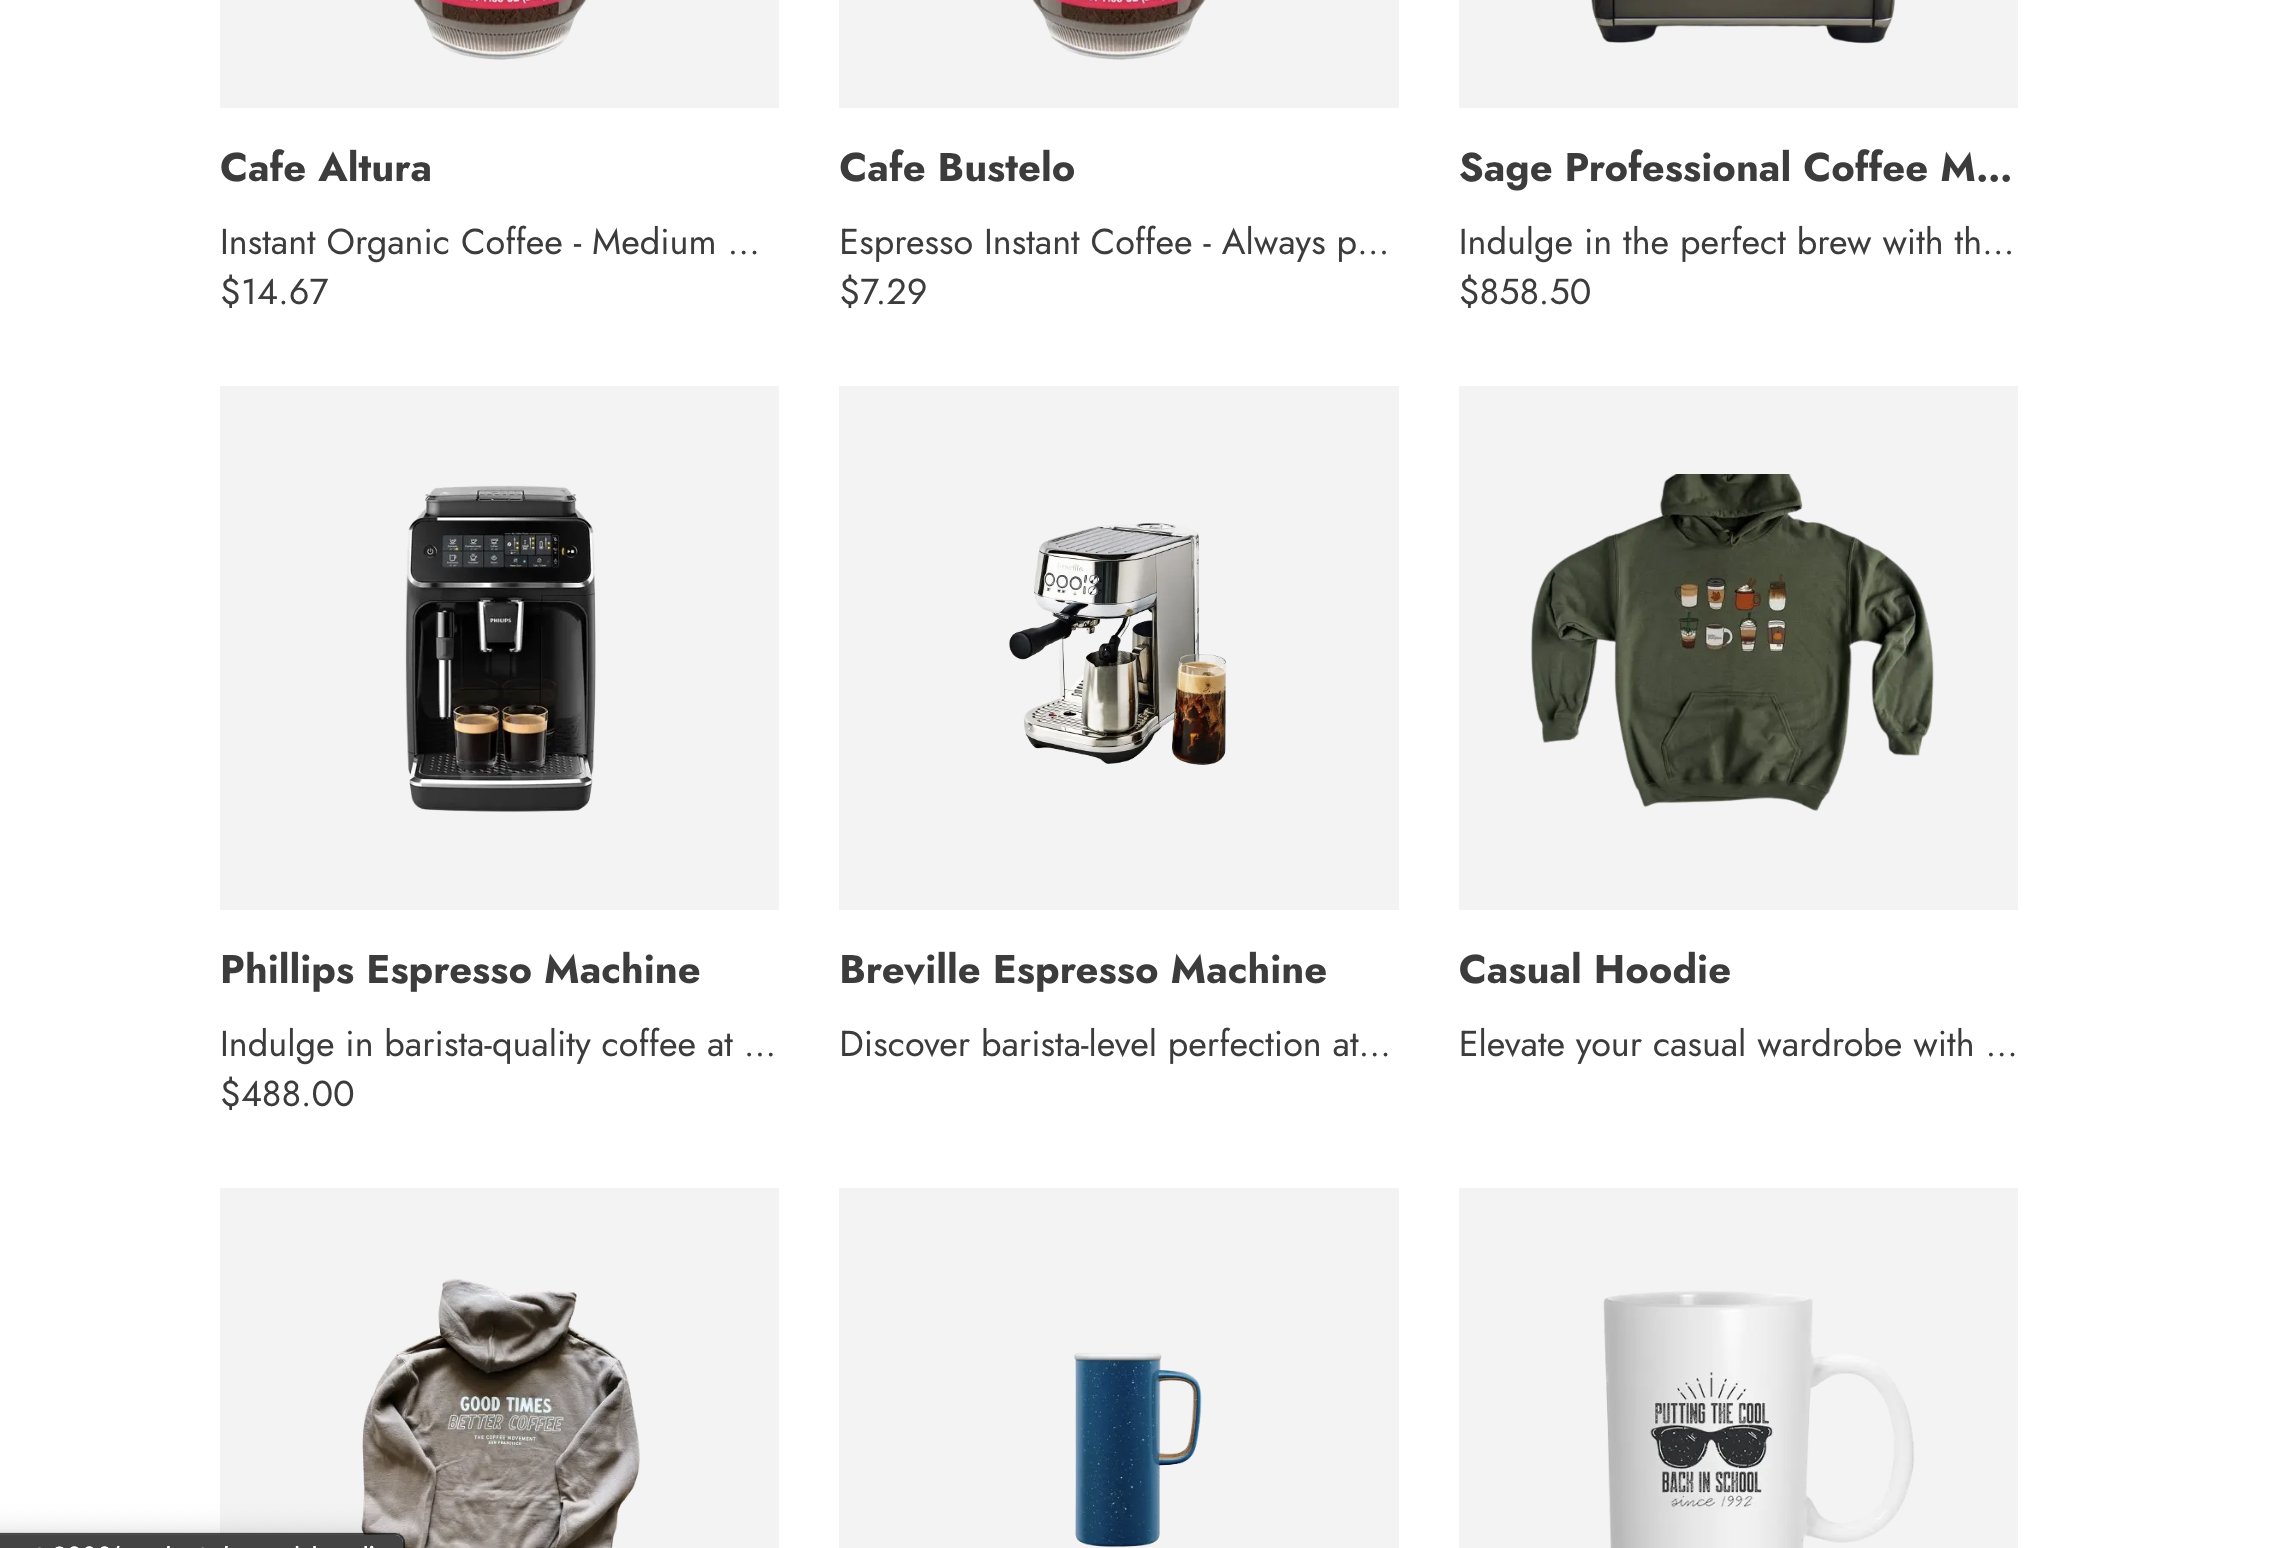 Cafe Altura
Cafe Bustelo
Sage Professional Coffee M...
Instant Organic Coffee - Medium ...
Espresso Instant Coffee - Always p...
Indulge in the perfect brew with th...
$14.67
$7.29
$858.50
PHILIPS
Phillips Espresso Machine
Breville Espresso Machine
Casual Hoodie
Indulge in barista-quality coffee at ...
Discover barista-level perfection at...
Elevate your casual wardrobe with ...
$488.00
GOOD TIMES
BETTER COFFEE
THE COFFEE MOVEMENT
SAN FRANCISCO
PUTTING THE COOL
BACK IN SCHOOL
since 1992